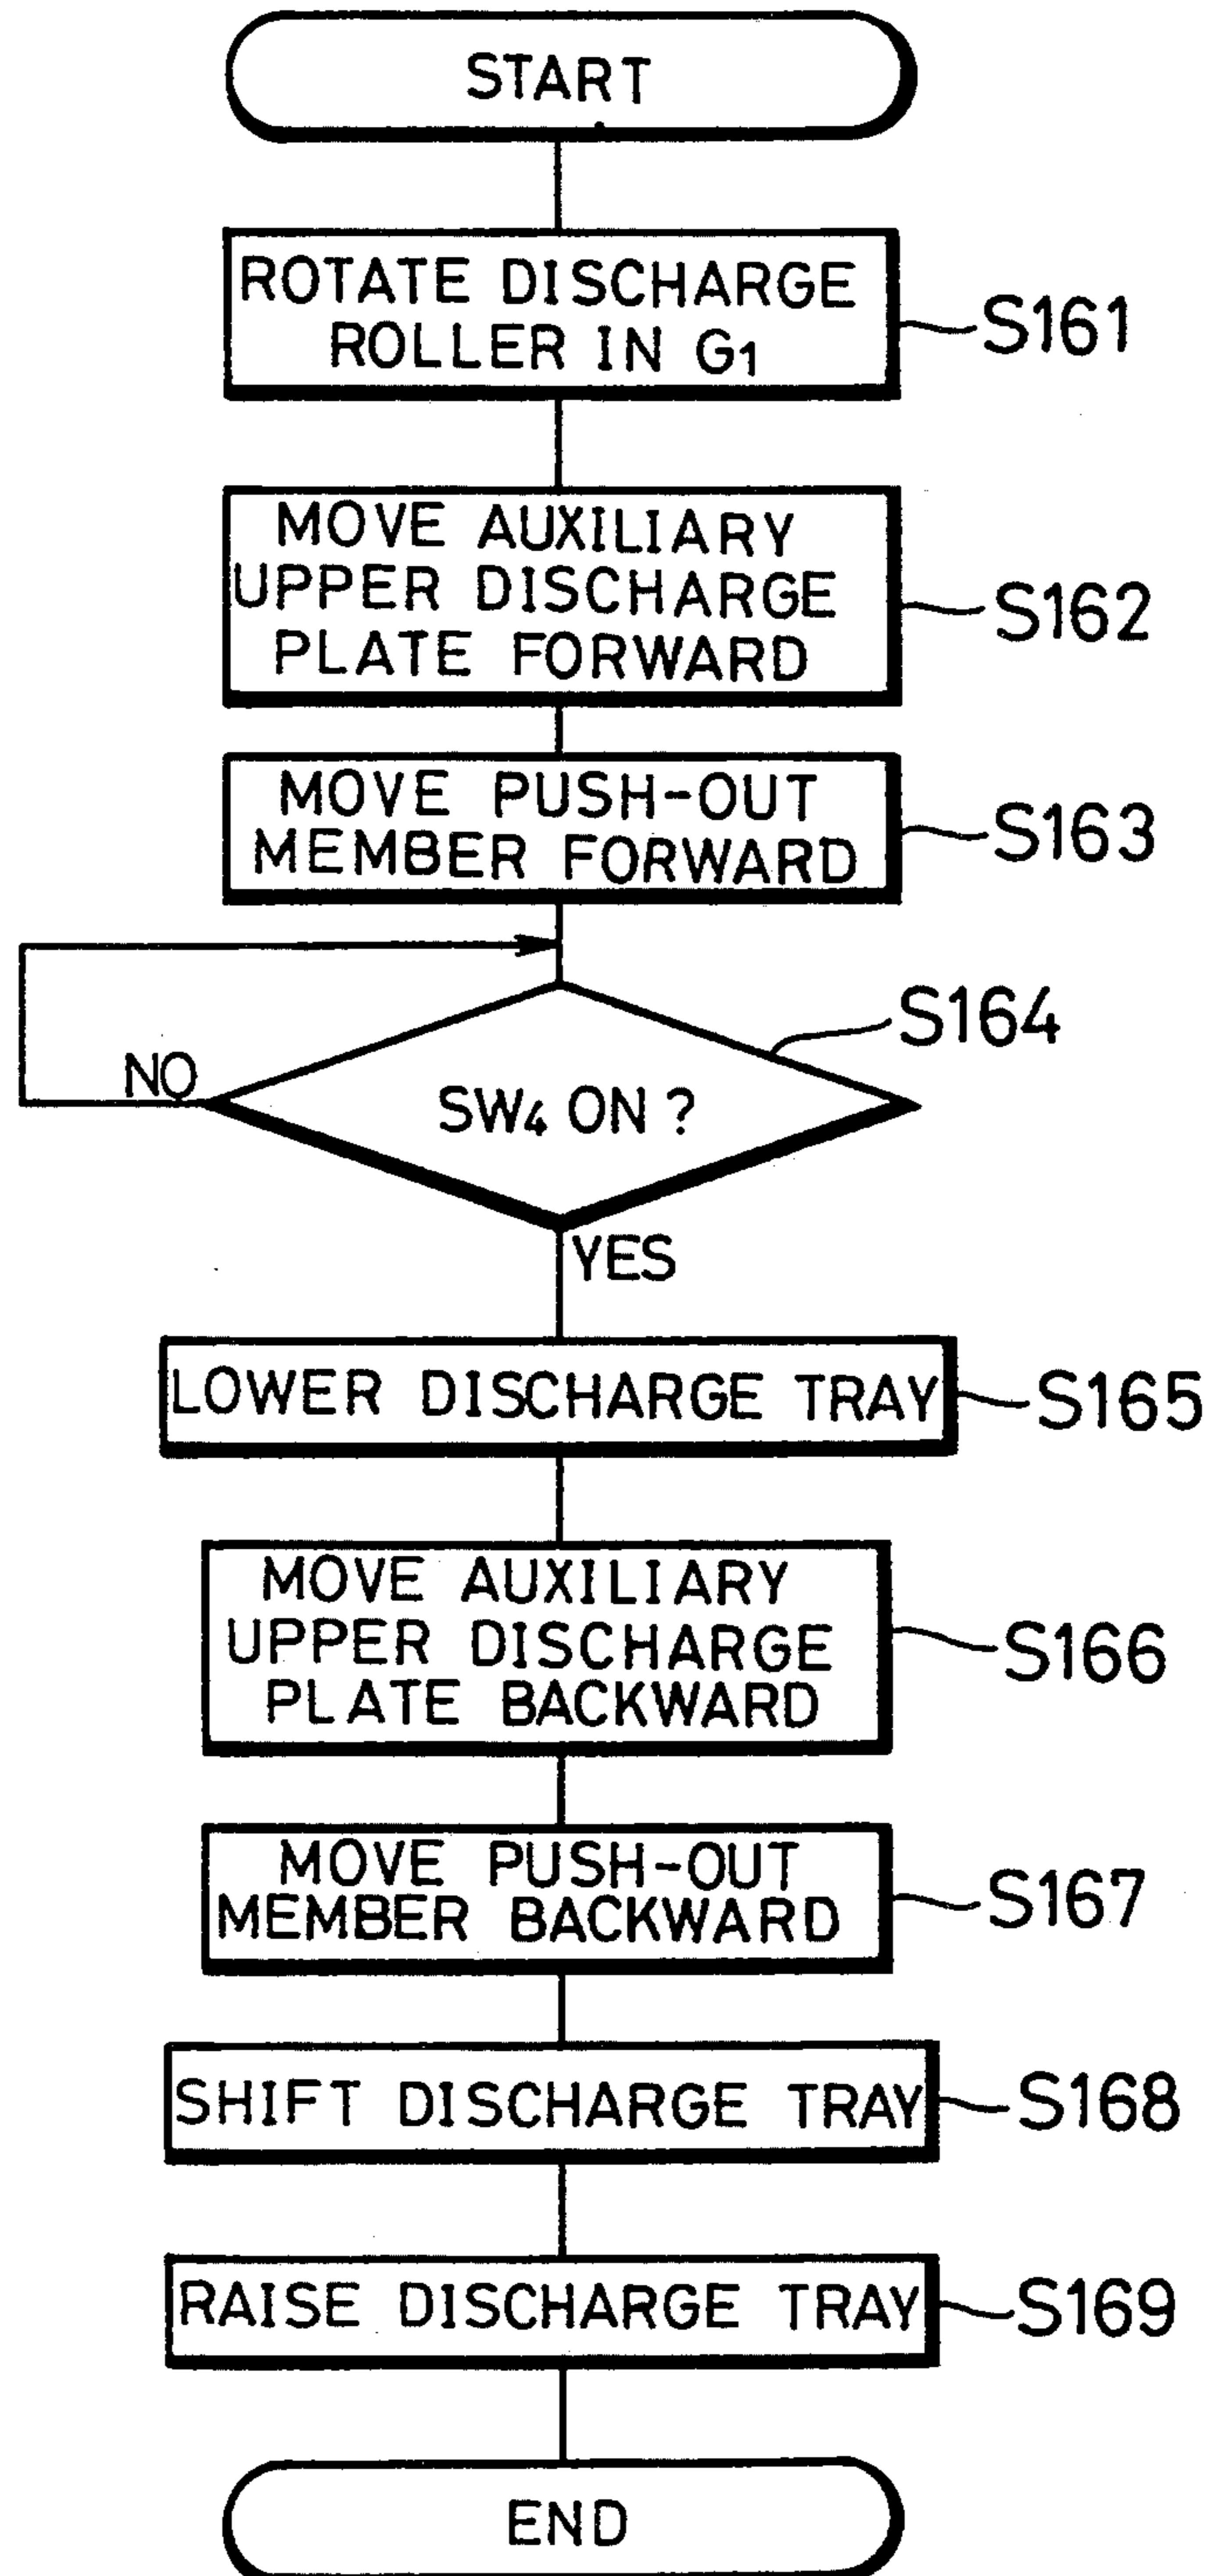 START
ROTATE DISCHARGE
ROLLER IN G1
S161
MOVE AUXILIARY
UPPER DISCHARGE
PLATE FORWARD
S162
MOVE PUSH-OUT
MEMBER FORWARD
S163
S164
NO
SW4 ON ?
YES
LOWER DISCHARGE TRAY
S165
MOVE AUXILIARY
UPPER DISCHARGE
PLATE BACKWARD
S166
MOVE PUSH-OUT
MEMBER BACKWARD
S167
SHIFT DISCHARGE TRAY
S168
RAISE DISCHARGE TRAY
S169
END